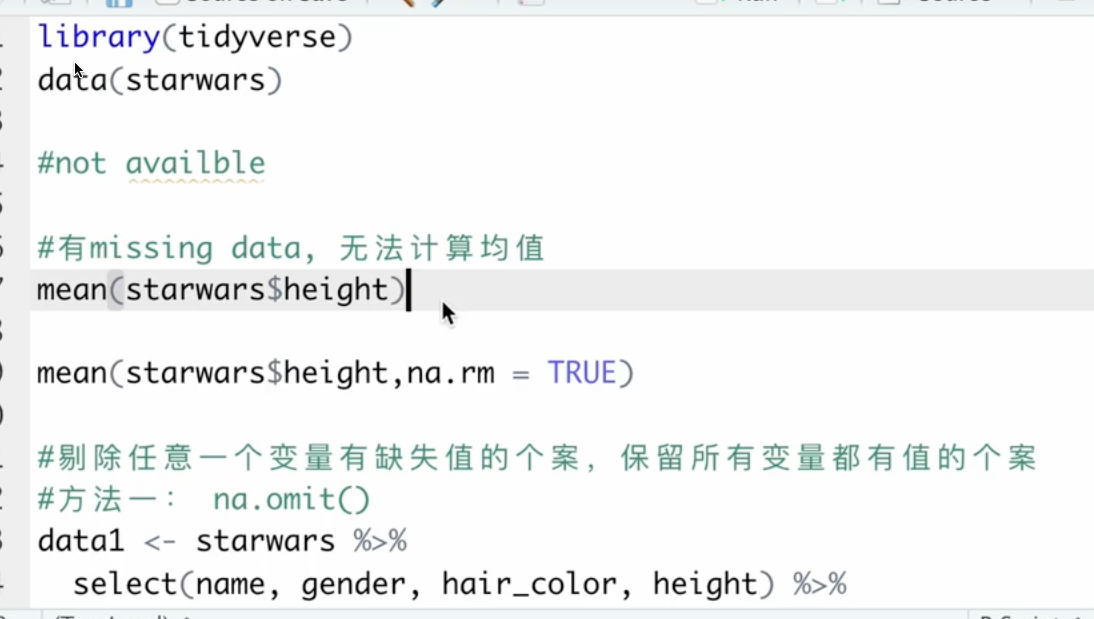 library(tidyverse)
data(starwars)
#not availble
#有missing data, 无法计算均值
mean(starwars$height)
mean(starwars$height,na.rm = TRUE)
#剔除任意一个变量有缺失值的个案, 保留所有变量都有值的个案
#方法一: na.omit()
data1 <- starwars %>%
select(name, gender, hair_color, height) %>%